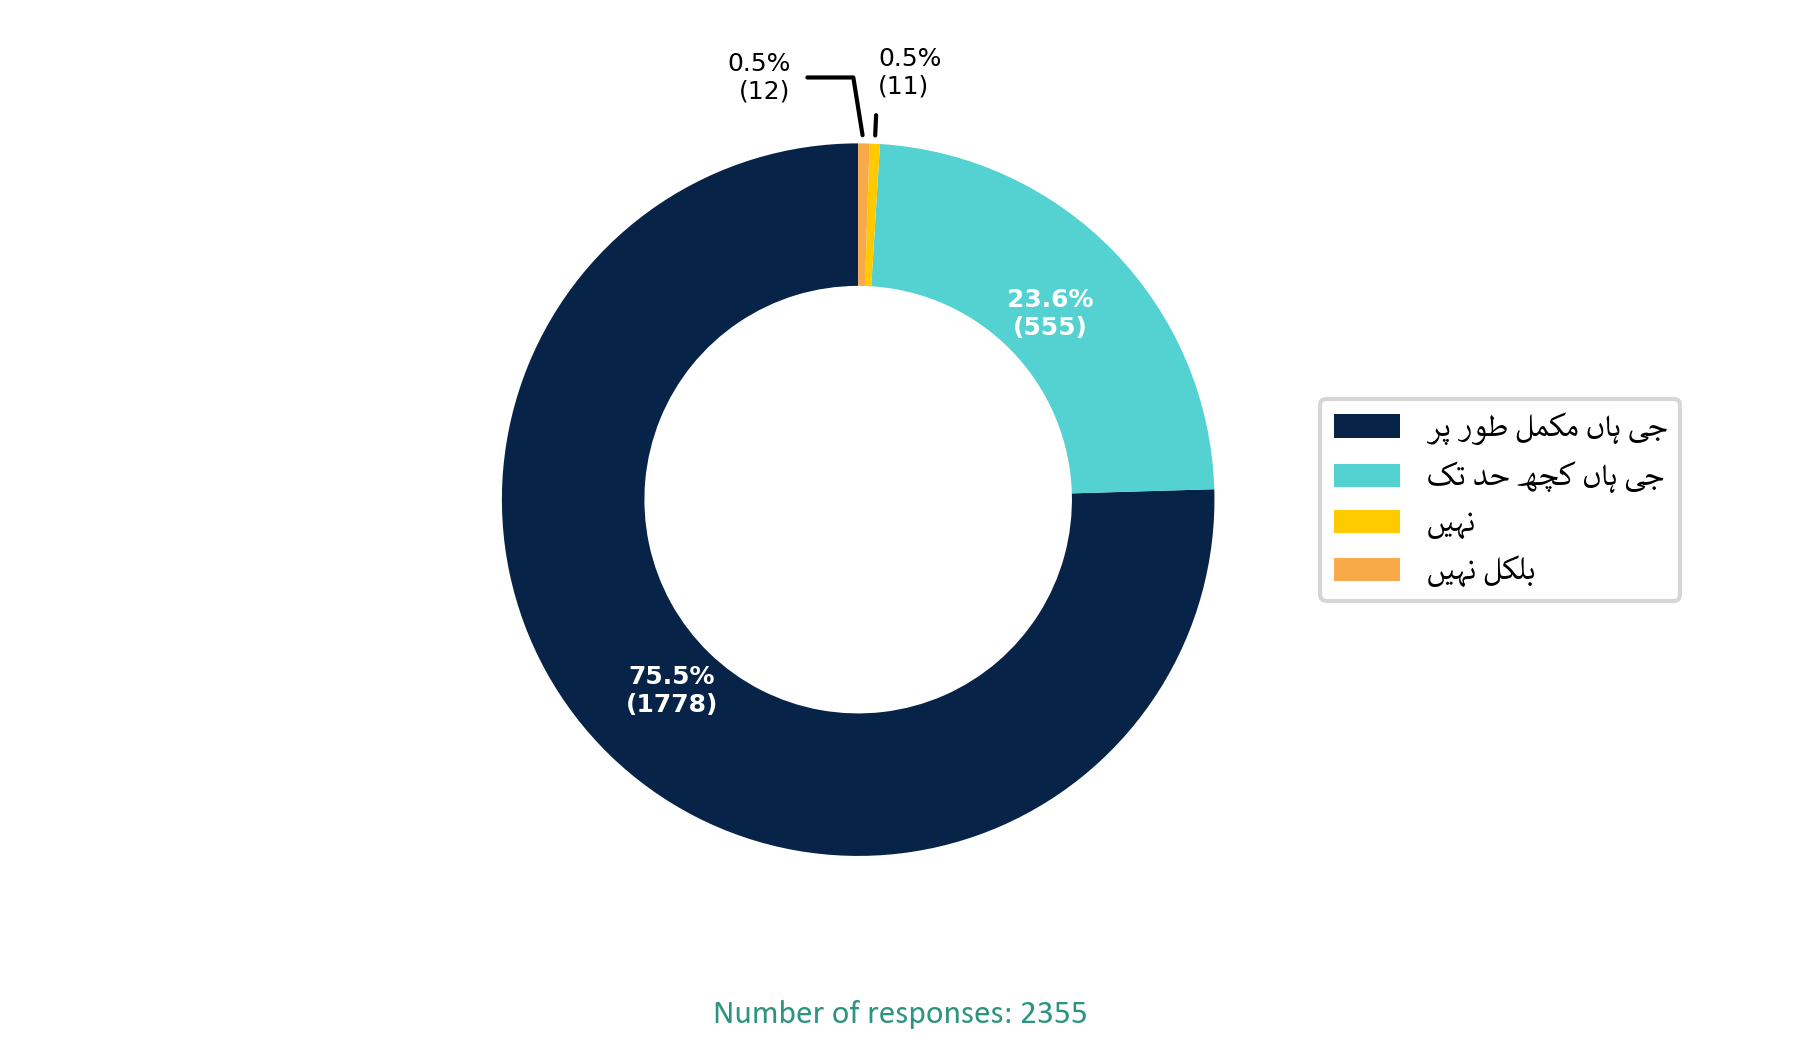 0.5%
(12)
0.5%
(11)
23.6%
(555)
75.5%
(1778)
جی ہاں مکمل طور پر
جی ہاں کچھ حد تک
نہیں
بلکل نہیں
Number of responses: 2355